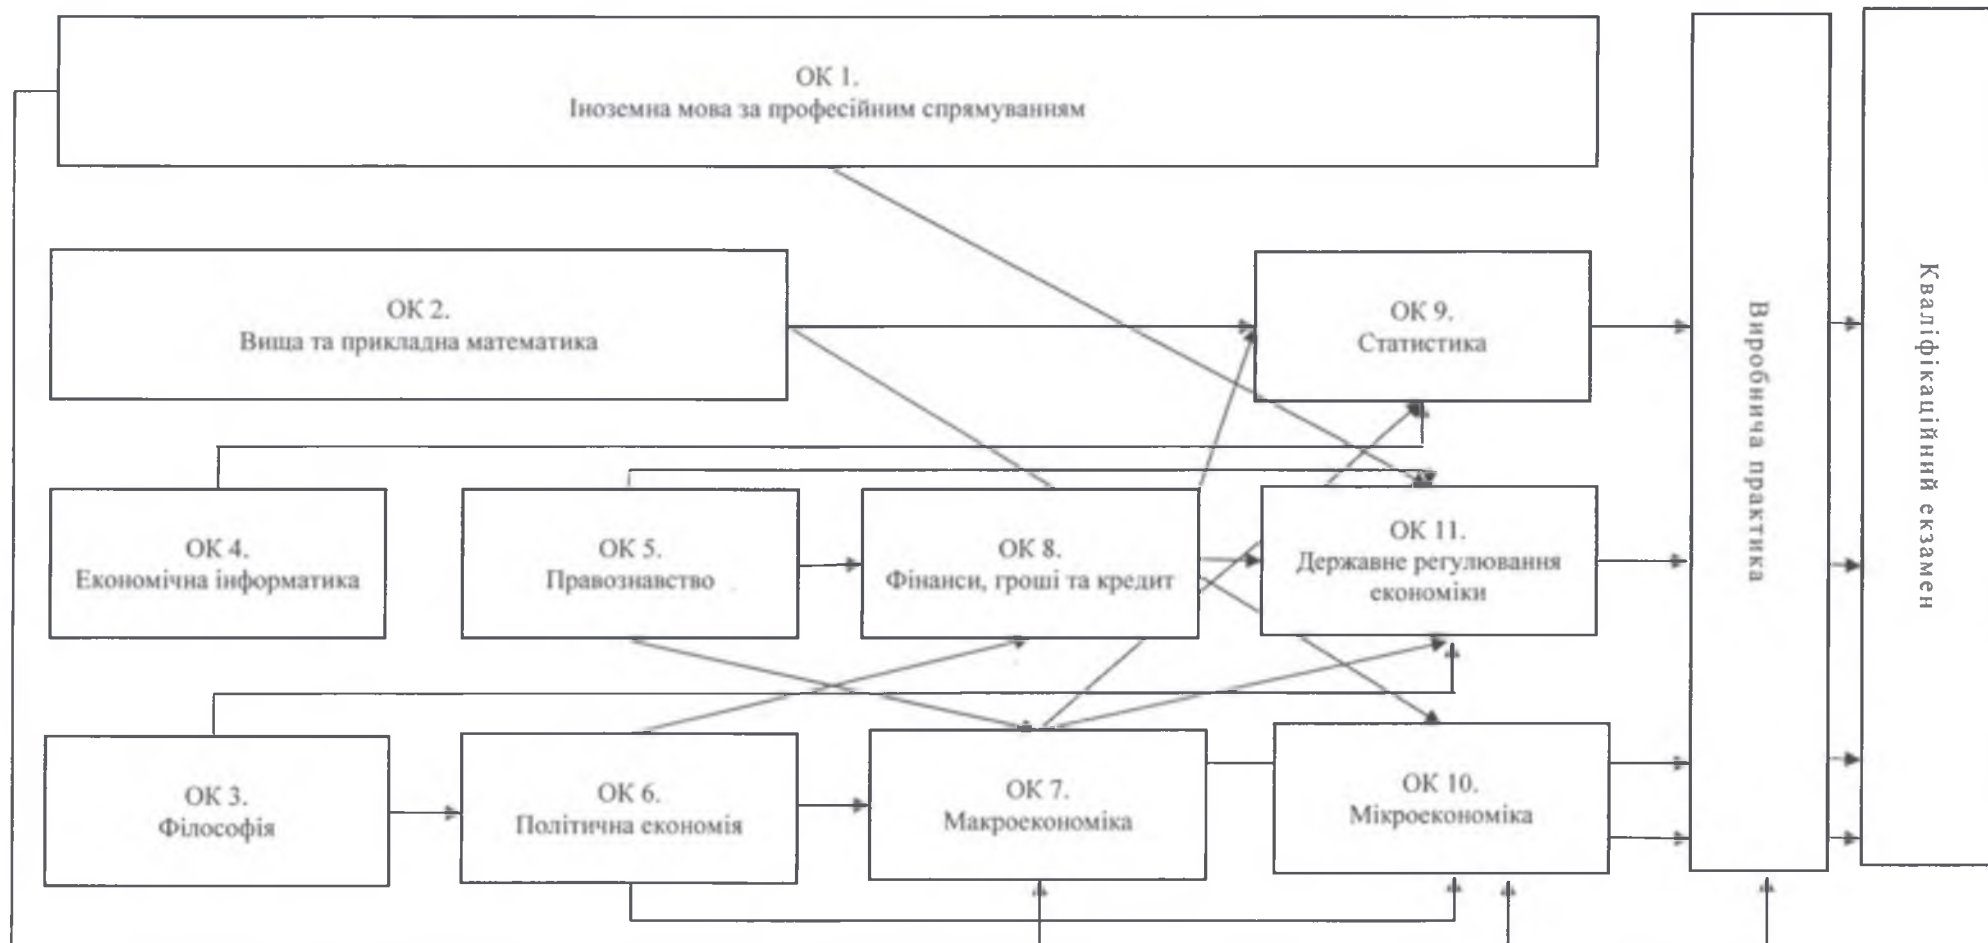 ОК 1.
Іноземна мова за професійним спрямуванням
ОК 2.
Вища та прикладна математика
ОК 9.
Статистика
ОК 4.
Економічна інформатика
ОК 5.
Правознавство
ОК 8.
Фінанси, гроші та кредит
ОК 11.
Державне регулювання
економіки
ОК 3.
Філософія
ОК 6.
Політична економія
ОК 7.
Макроекономіка
ОК 10.
Мікроекономіка
Виробнича практика
Кваліфікаційний екзамен